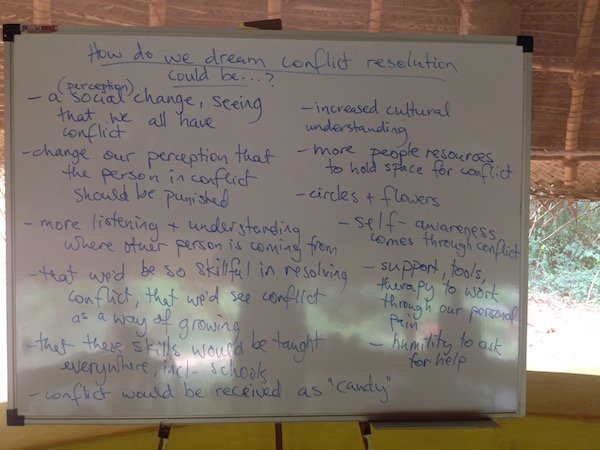 How do we dream conflict resolution
could be...?
(perception)
- a social change, seeing
that we all have
conflict
- change our perception that
the person in conflict
should be punished
- more listening + understanding
where other person is coming from
- that we'd be so skillful in resolving
conflict, that we'd see conflict
as a way of growing
- that these skills would be taught
everywhere, incl. schools
- conflict would be received as "candy"
- increased cultural
understanding
- more people resources
to hold space for conflict
- circles + flowers
- self-awareness
comes through conflict
- support, tools,
therapy to work
through our personal
pain
- humility to ask
for help